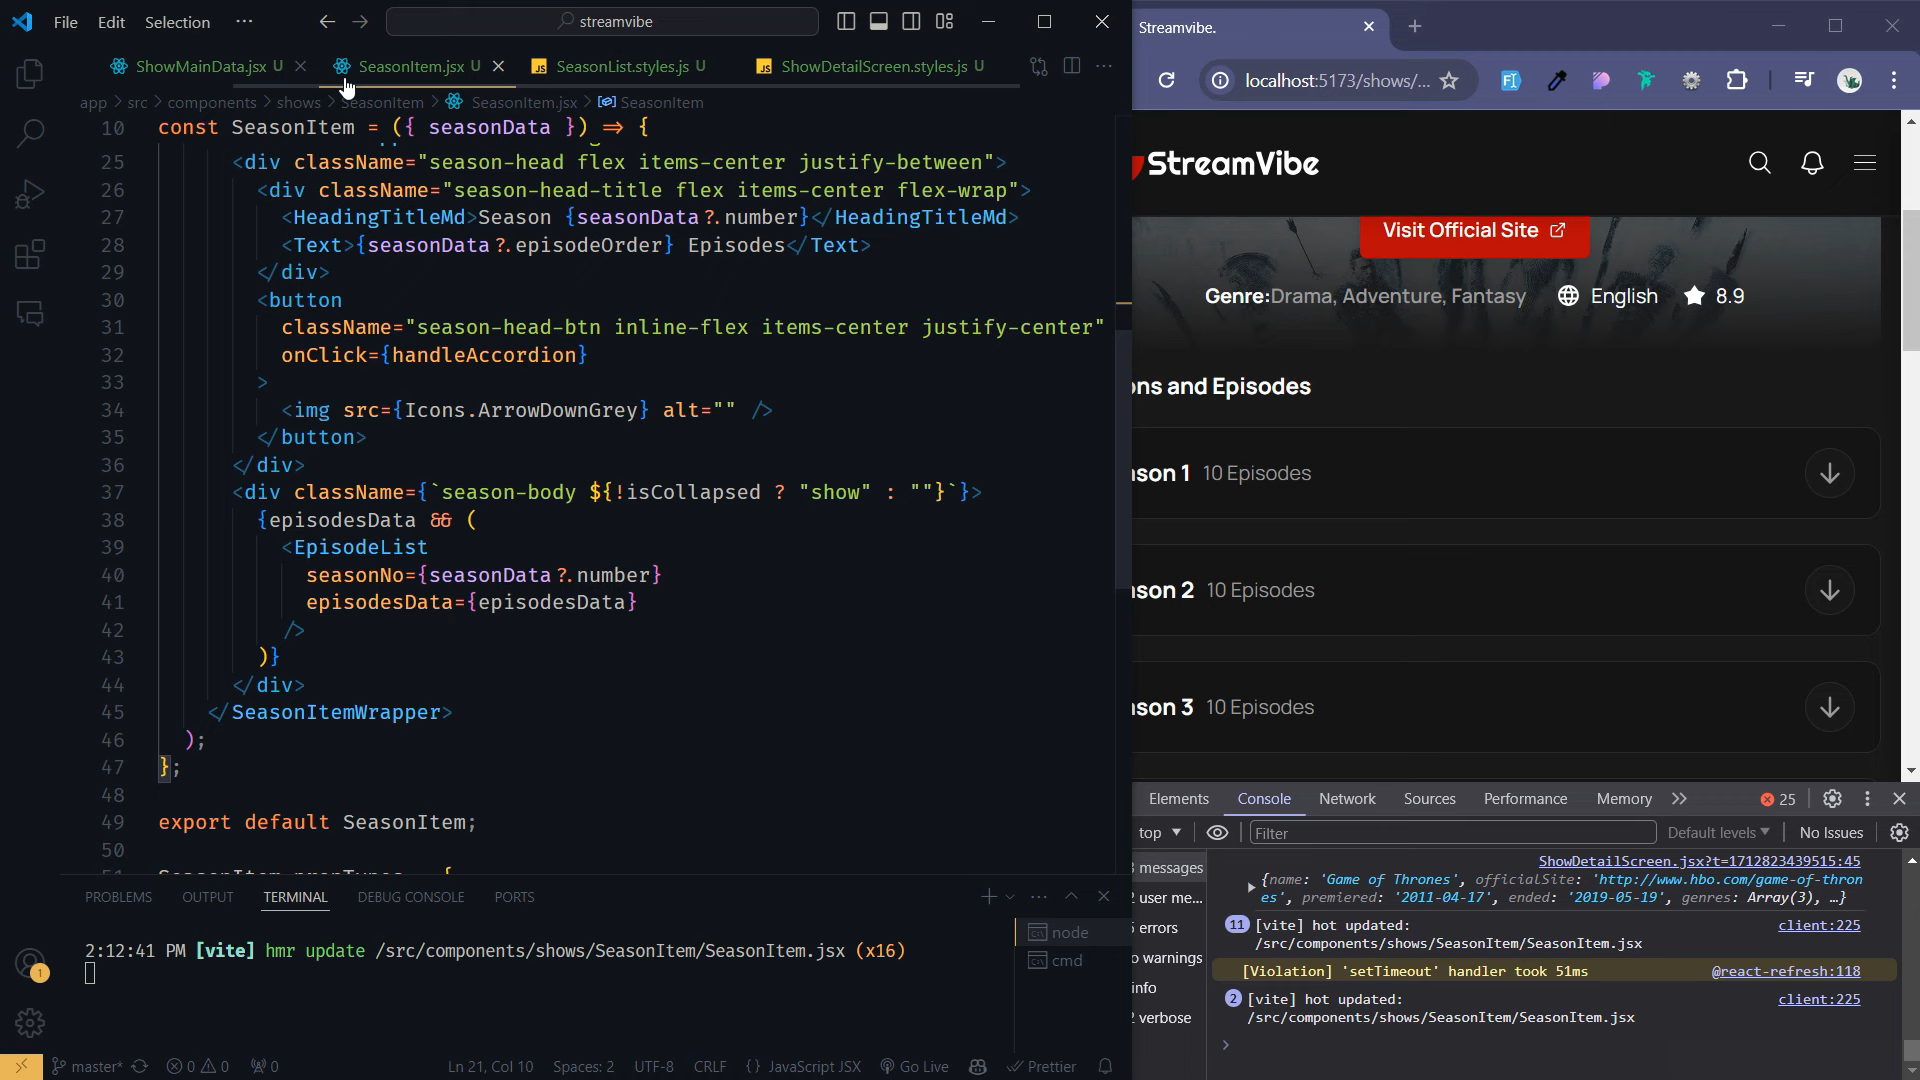 File Edit Selection ···
streamvibe
ShowMainData.jsx U
SeasonItem.jsx U
SeasonList.styles.js U
ShowDetailScreen.styles.js U
app > src > components > shows > SeasonItem > SeasonItem.jsx > SeasonItem
10 const SeasonItem = ({ seasonData }) => {
25 <div className="season-head flex items-center justify-between">
26 <div className="season-head-title flex items-center flex-wrap">
27 <HeadingTitleMd>Season {seasonData?.number}</HeadingTitleMd>
28 <Text>{seasonData?.episodeOrder} Episodes</Text>
29 </div>
30 <button
31 className="season-head-btn inline-flex items-center justify-center"
32 onClick={handleAccordion}
33 >
34 <img src={Icons.ArrowDownGrey} alt="" />
35 </button>
36 </div>
37 <div className={`season-body ${!isCollapsed ? "show" : ""}`}>
38 {episodesData && (
39 <EpisodeList
40 seasonNo={seasonData?.number}
41 episodesData={episodesData}
42 />
43 )}
44 </div>
45 </SeasonItemWrapper>
46 );
47 };
48
49 export default SeasonItem;
50
PROBLEMS OUTPUT TERMINAL DEBUG CONSOLE PORTS
2:12:41 PM [vite] hmr update /src/components/shows/SeasonItem/SeasonItem.jsx (x16)
node
cmd
1
master* 0 0 0
Ln 21, Col 10 Spaces: 2 UTF-8 CRLF {} JavaScript JSX Go Live Prettier
Streamvibe.
localhost:5173/shows/...
StreamVibe
Visit Official Site
Genre:Drama, Adventure, Fantasy English 8.9
ons and Episodes
son 1 10 Episodes
son 2 10 Episodes
son 3 10 Episodes
Elements Console Network Sources Performance Memory 25
top Filter Default levels No Issues
messages
user me...
errors
warnings
info
verbose
ShowDetailScreen.jsx?t=1712823439515:45
{name: 'Game of Thrones', officialSite: 'http://www.hbo.com/game-of-thron
es', premiered: '2011-04-17', ended: '2019-05-19', genres: Array(3), …}
11 [vite] hot updated: client:225
/src/components/shows/SeasonItem/SeasonItem.jsx
[Violation] 'setTimeout' handler took 51ms @react-refresh:118
2 [vite] hot updated: client:225
/src/components/shows/SeasonItem/SeasonItem.jsx